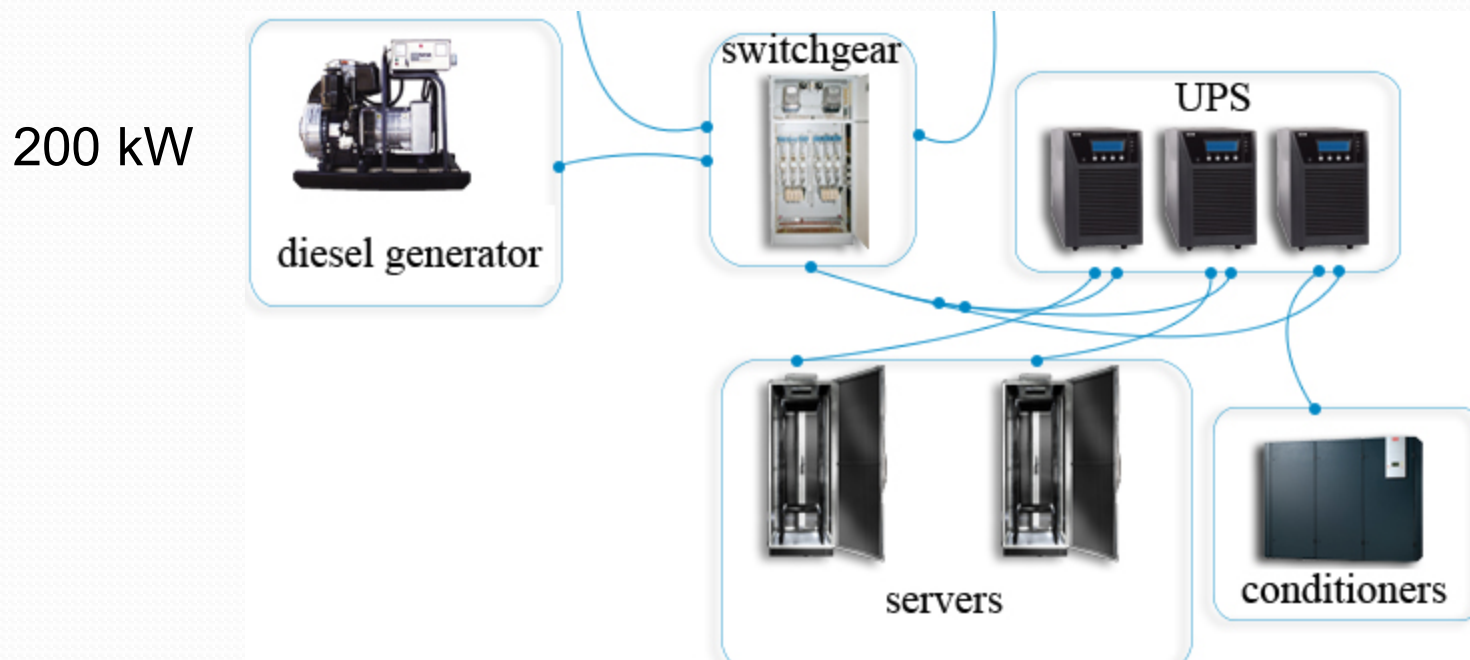 switchgear
UPS
200 kW
diesel generator
servers
conditioners